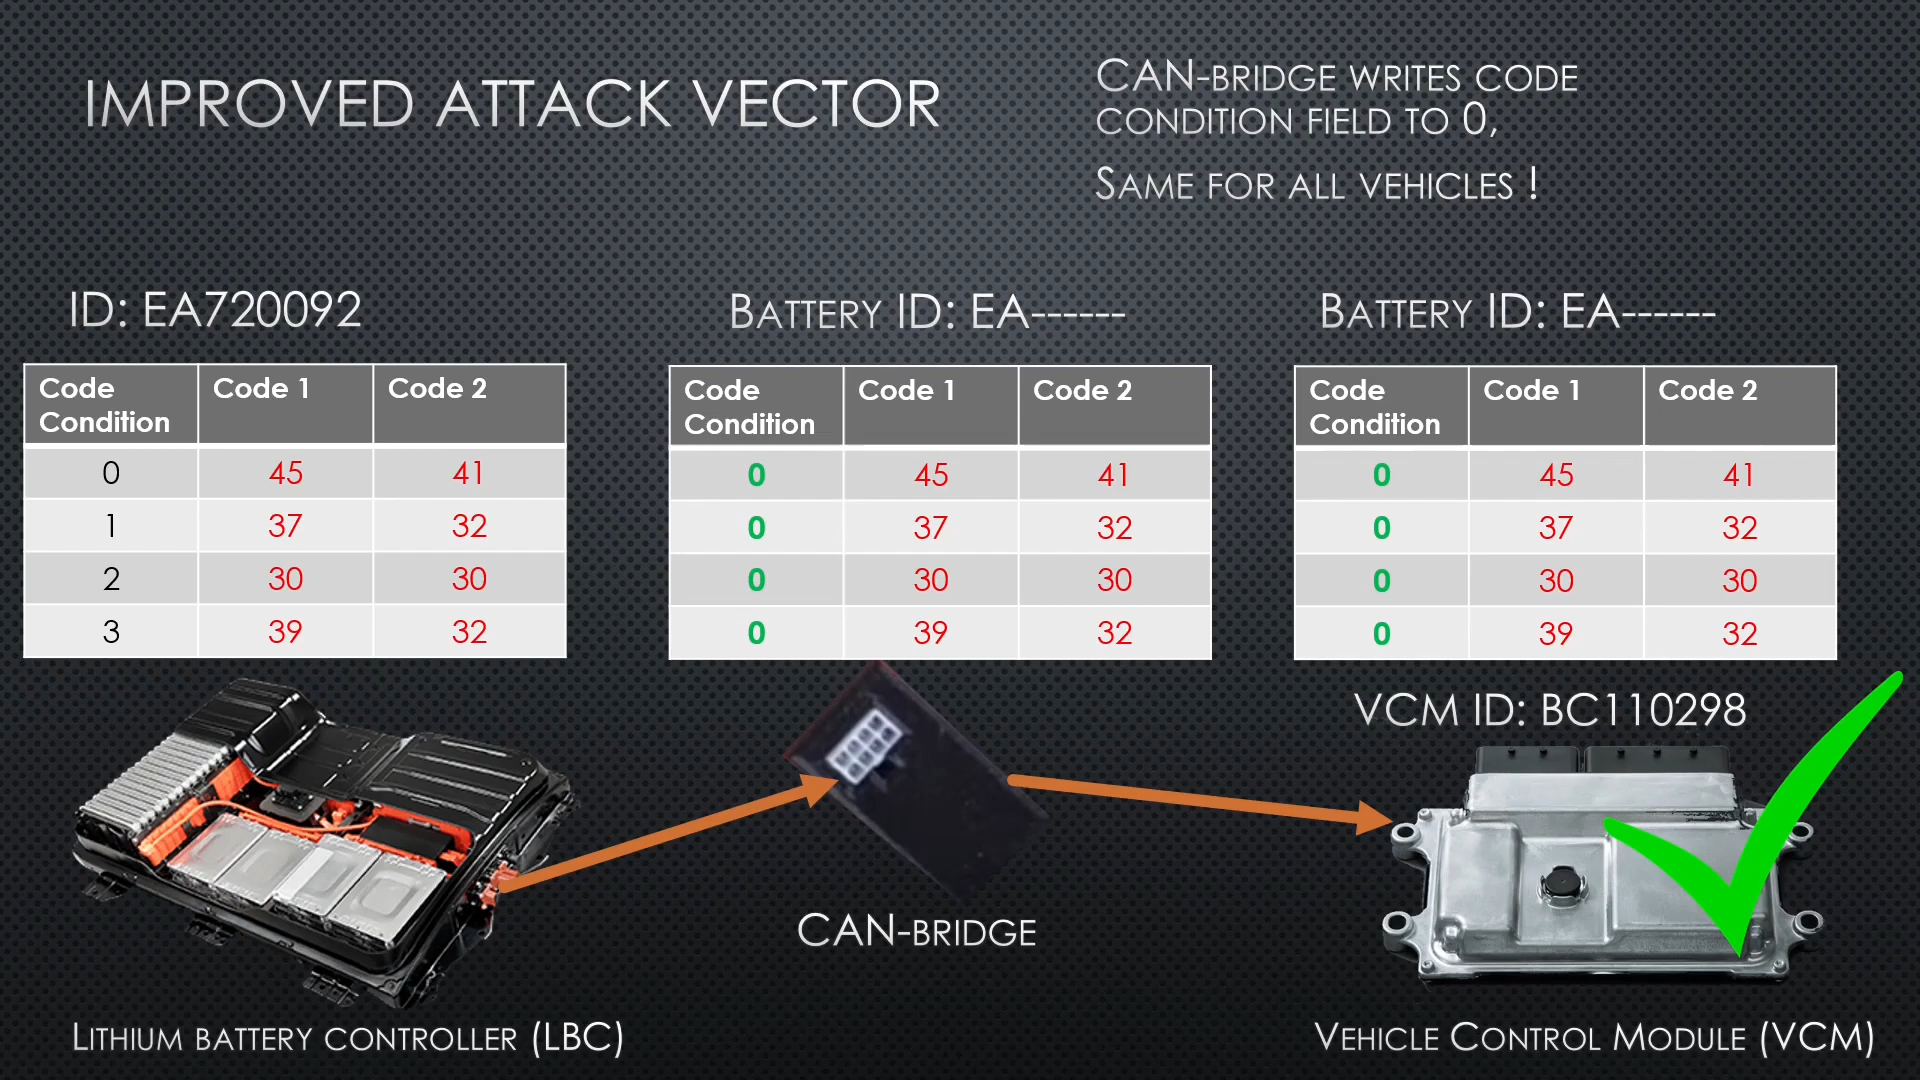 IMPROVED ATTACK VECTOR
CAN-BRIDGE WRITES CODE
CONDITION FIELD TO 0,
SAME FOR ALL VEHICLES !
ID: EA720092
Code Condition Code 1 Code 2
0 45 41
1 37 32
2 30 30
3 39 32
BATTERY ID: EA------
Code Condition Code 1 Code 2
0 45 41
0 37 32
0 30 30
0 39 32
BATTERY ID: EA------
Code Condition Code 1 Code 2
0 45 41
0 37 32
0 30 30
0 39 32
VCM ID: BC110298
CAN-BRIDGE
LITHIUM BATTERY CONTROLLER (LBC)
VEHICLE CONTROL MODULE (VCM)